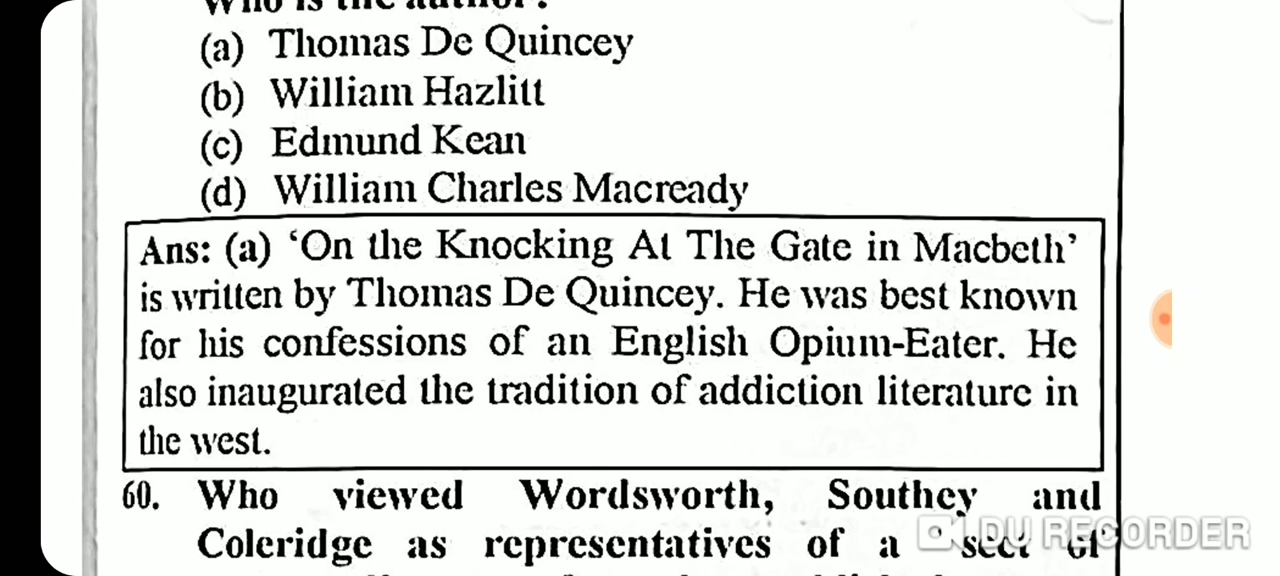 Who is the author?
(a) Thomas De Quincey
(b) William Hazlitt
(c) Edmund Kean
(d) William Charles Macready
Ans: (a) ‘On the Knocking At The Gate in Macbeth’
is written by Thomas De Quincey. He was best known
for his confessions of an English Opium-Eater. He
also inaugurated the tradition of addiction literature in
the west.
60. Who viewed Wordsworth, Southey and
Coleridge as representatives of a ‘sect of
DU RECORDER